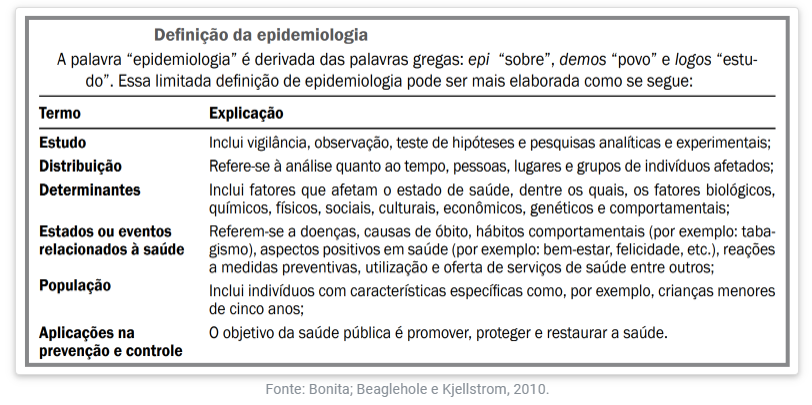 Definição da epidemiologia
A palavra “epidemiologia” é derivada das palavras gregas: epi “sobre”, demos “povo” e logos “estu-
do”. Essa limitada definição de epidemiologia pode ser mais elaborada como se segue:
Termo Explicação
Estudo Inclui vigilância, observação, teste de hipóteses e pesquisas analíticas e experimentais;
Distribuição Refere-se à análise quanto ao tempo, pessoas, lugares e grupos de indivíduos afetados;
Determinantes Inclui fatores que afetam o estado de saúde, dentre os quais, os fatores biológicos,
químicos, físicos, sociais, culturais, econômicos, genéticos e comportamentais;
Estados ou eventos Referem-se a doenças, causas de óbito, hábitos comportamentais (por exemplo: taba-
relacionados à saúde gismo), aspectos positivos em saúde (por exemplo: bem-estar, felicidade, etc.), reações
a medidas preventivas, utilização e oferta de serviços de saúde entre outros;
População Inclui indivíduos com características específicas como, por exemplo, crianças menores
de cinco anos;
Aplicações na O objetivo da saúde pública é promover, proteger e restaurar a saúde.
prevenção e controle
Fonte: Bonita; Beaglehole e Kjellstrom, 2010.